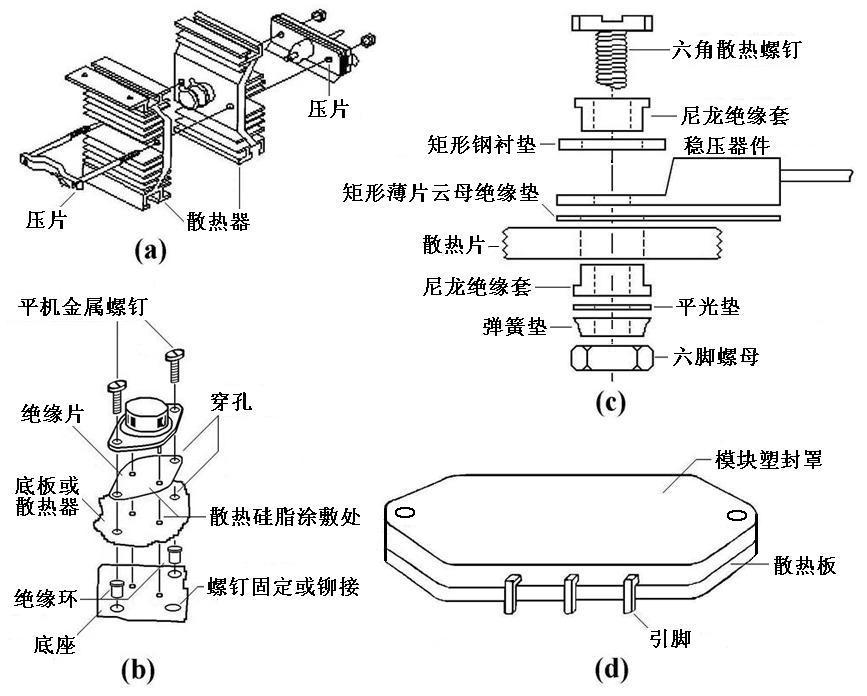 压片
压片
散热器
(a)
平机金属螺钉
绝缘片
穿孔
底板或
散热器
散热硅脂涂敷处
绝缘环
螺钉固定或铆接
底座
(b)
六角散热螺钉
尼龙绝缘套
矩形钢衬垫
稳压器件
矩形薄片云母绝缘垫
散热片
尼龙绝缘套
平光垫
弹簧垫
六脚螺母
(c)
模块塑封罩
散热板
引脚
(d)